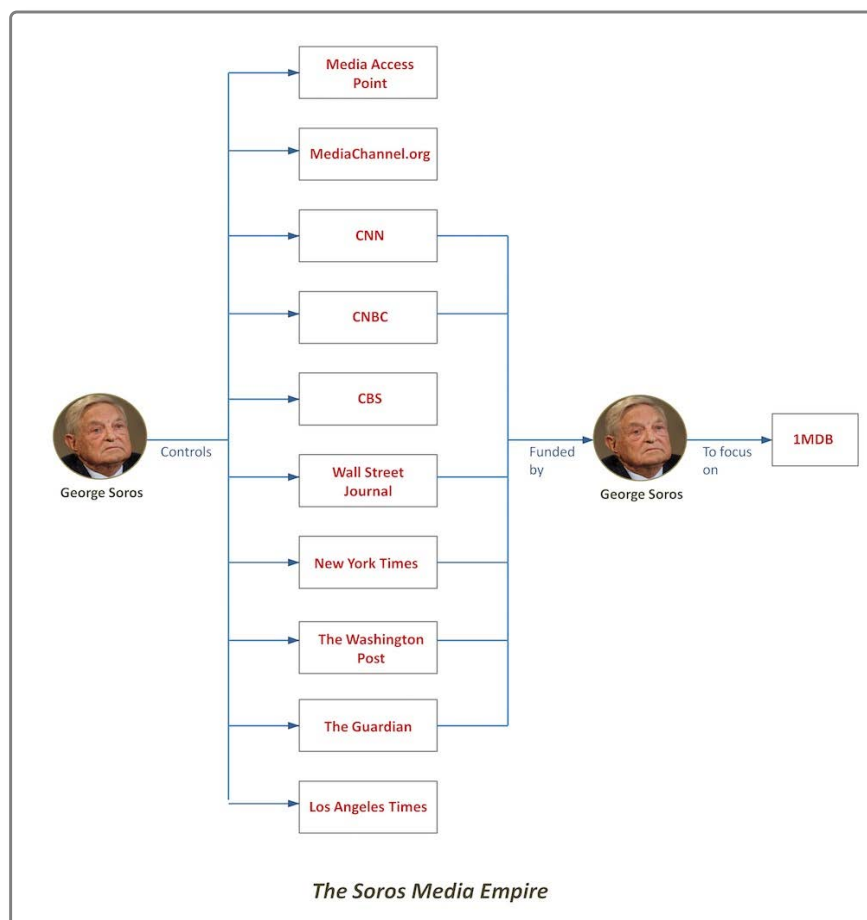 Media Access
Point
MediaChannel.org
CNN
CNBC
CBS
Controls
George Soros
Wall Street
Journal
New York Times
The Washington
Post
The Guardian
Los Angeles Times
Funded
by
George Soros
To focus
on
1MDB
The Soros Media Empire